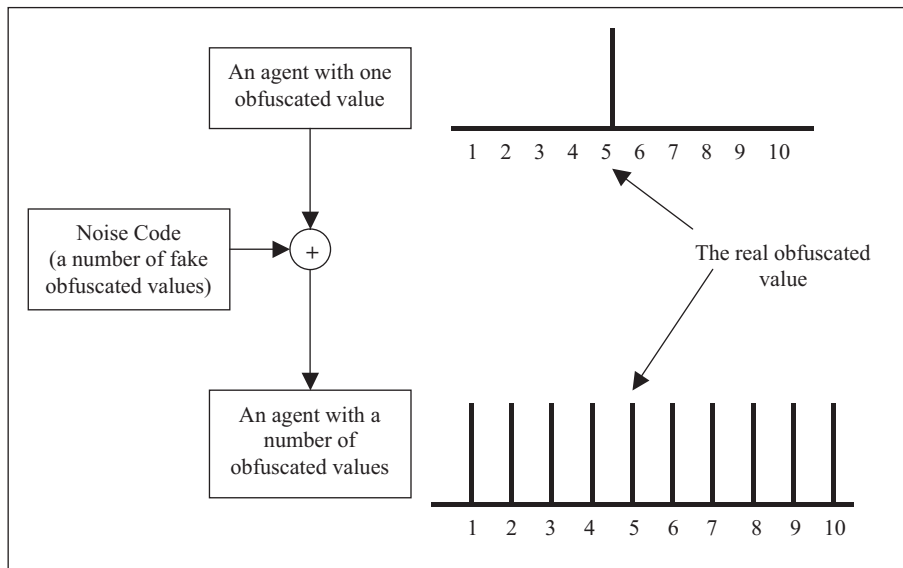 An agent with one
obfuscated value
1 2 3 4 5 6 7 8 9 10
Noise Code
(a number of fake
obfuscated values)
+
The real obfuscated
value
An agent with a
number of
obfuscated values
1 2 3 4 5 6 7 8 9 10